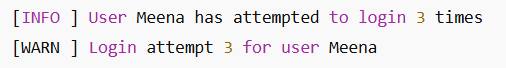 [INFO ] User Meena has attempted to login 3 times
[WARN ] Login attempt 3 for user Meena